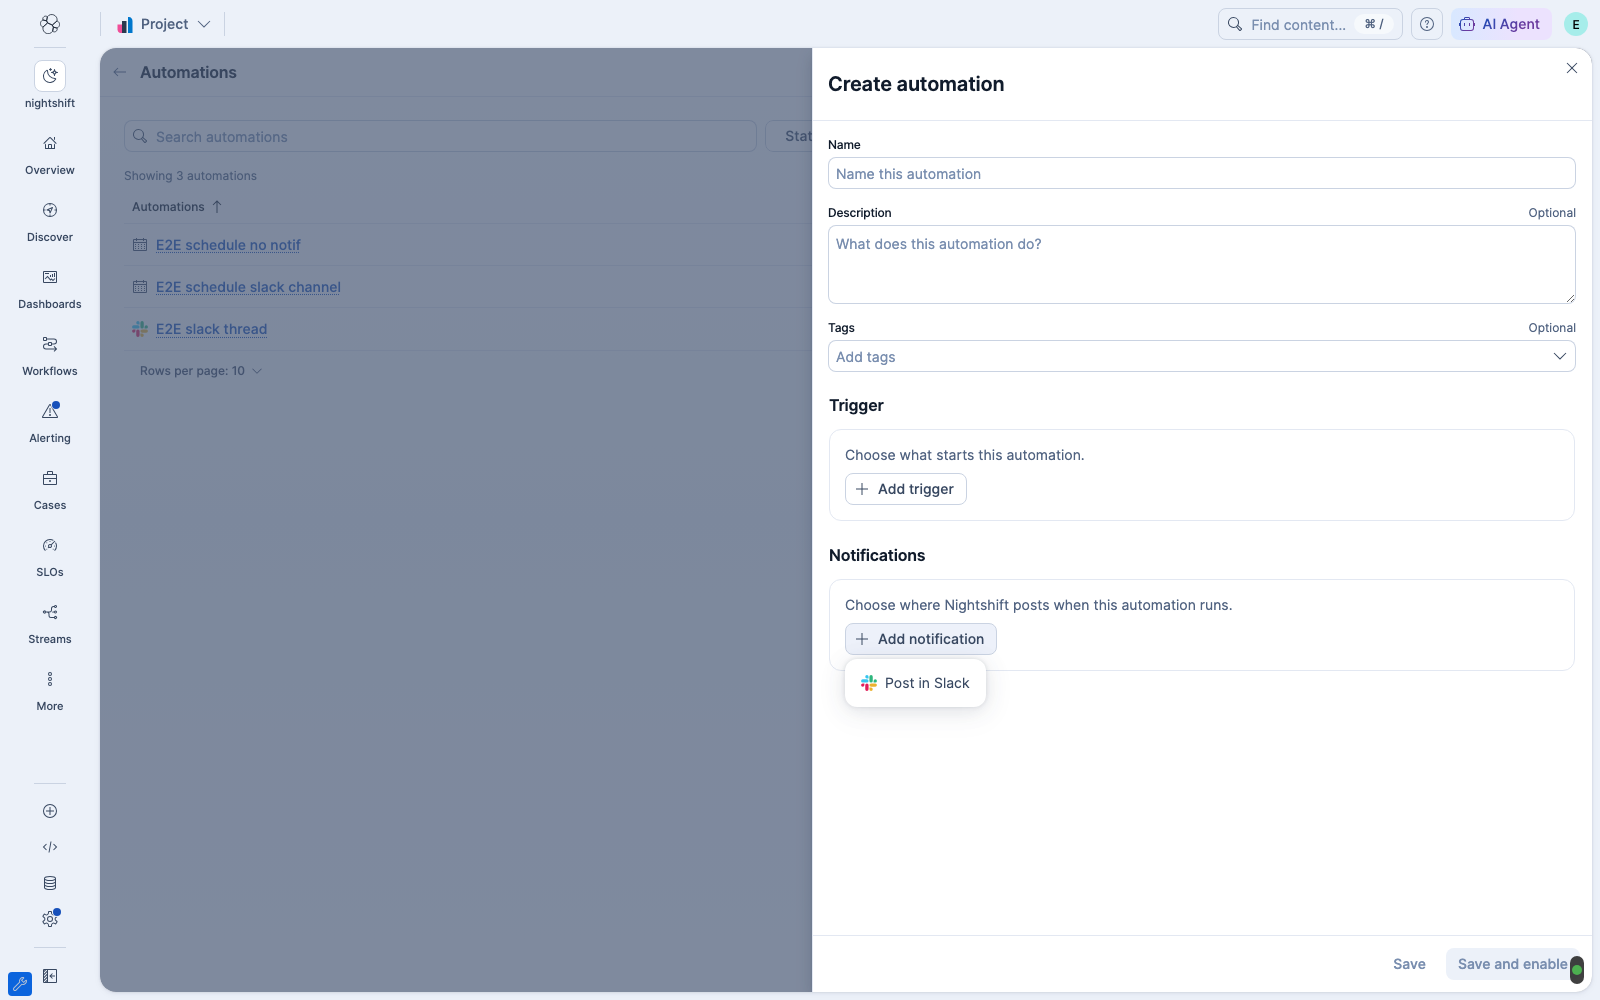 Project
Find content...
⌘ /
AI Agent
E
nightshift
Overview
Discover
Dashboards
Workflows
Alerting
Cases
SLOs
Streams
More
Automations
Search automations
Showing 3 automations
Automations
E2E schedule no notif
E2E schedule slack channel
E2E slack thread
Rows per page: 10
Create automation
Name
Name this automation
Description Optional
What does this automation do?
Tags Optional
Add tags
Trigger
Choose what starts this automation.
Add trigger
Notifications
Choose where Nightshift posts when this automation runs.
Add notification
Post in Slack
Save
Save and enable